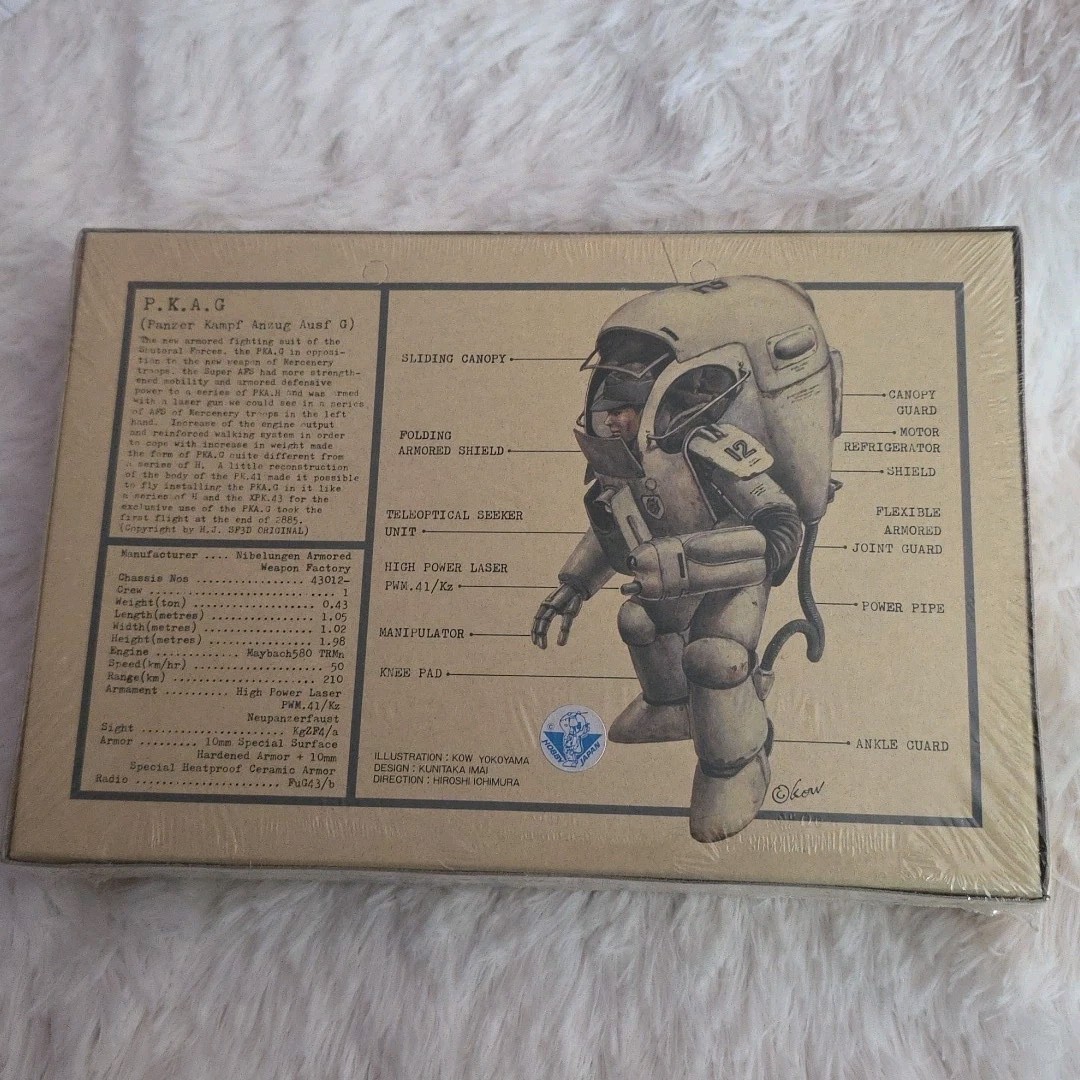 P.K.A.G
(Panzer Kampf Anzug Ausf G)
The new armored fighting suit of the
Sectoral Forces, the PKA.G in opposi-
tion to the new weapon of Mercenery
troops, the Super AFS had more strength-
ened mobility and armored defensive
power to a series of PKA.H and was armed
with a laser gun we could see in a series
of AFS of Mercenery troops in the left
hand. Increase of the engine output
and reinforced walking system in order
to cope with increase in weight made
the form of PKA.G quite different from
a series of H. A little reconstruction
of the body of the PK.41 made it possible
to fly installing the PKA.G in it like
a series of H and the XPK.43 for the
exclusive use of the PKA.G took the
first flight at the end of 2885.
(Copyright by H.J. SF3D ORIGINAL)
Manufacturer .... Nibelungen Armored
Weapon Factory
Chassis Nos ............... 43012-
Crew ........................ 1
Weight(ton) ................. 0.43
Length(metres) .............. 1.05
Width(metres) ............... 1.02
Height(metres) .............. 1.98
Engine ........... Maybach580 TRMn
Speed(km/hr) .................. 50
Range(km) .................... 210
Armament .......... High Power Laser
PWM.41/Kz
Neupanzerfaust
Sight ..................... KgZF4/a
Armor ......... 10mm Special Surface
Hardened Armor + 10mm
Special Heatproof Ceramic Armor
Radio ...................... FuG43/b
SLIDING CANOPY
FOLDING
ARMORED SHIELD
TELEOPTICAL SEEKER
UNIT
HIGH POWER LASER
PWM.41/Kz
MANIPULATOR
KNEE PAD
CANOPY
GUARD
MOTOR
REFRIGERATOR
SHIELD
FLEXIBLE
ARMORED
JOINT GUARD
POWER PIPE
ANKLE GUARD
12
12
ILLUSTRATION : KOW YOKOYAMA
DESIGN : KUNITAKA IMAI
DIRECTION : HIROSHI ICHIMURA
HOBBY JAPAN
© Kow